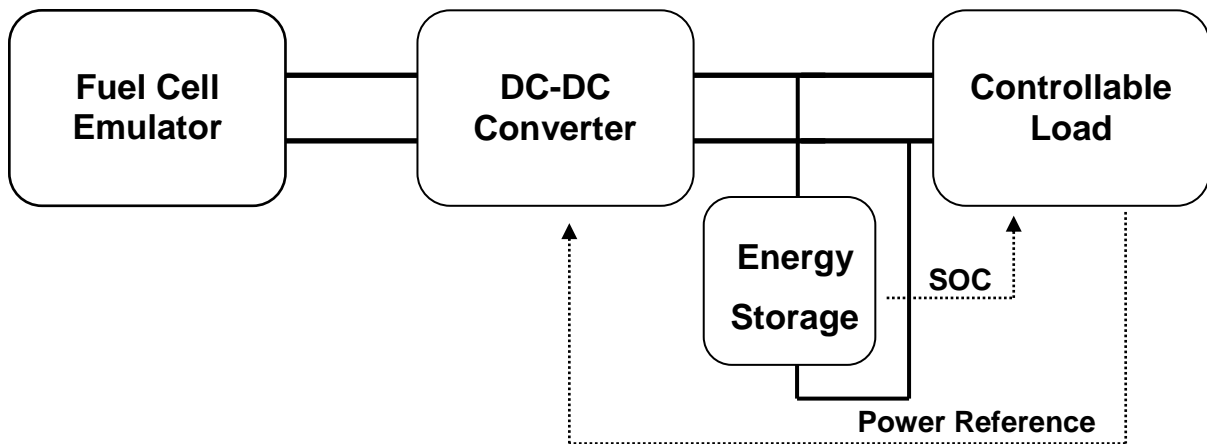 Fuel Cell
Emulator
DC-DC
Converter
Controllable
Load
Energy
Storage
SOC
Power Reference